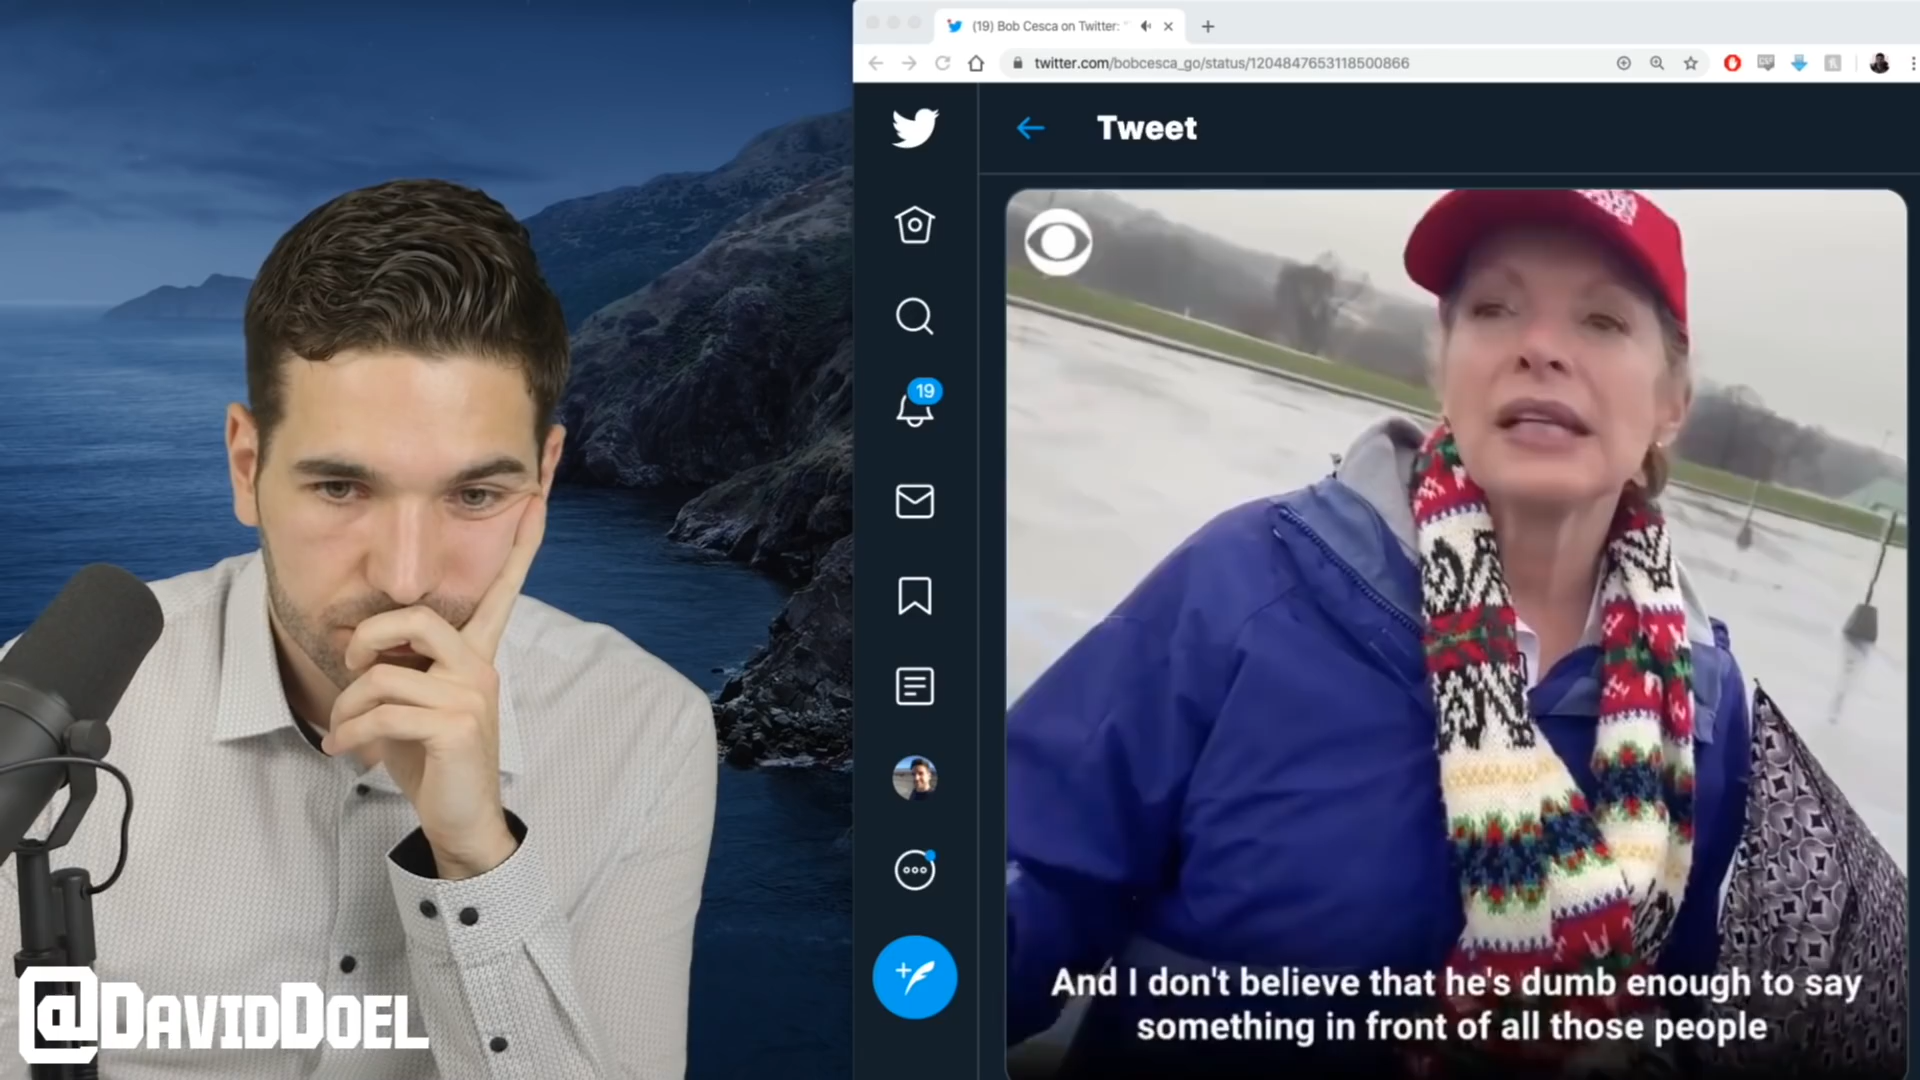 (19) Bob Cesca on Twitter:
twitter.com/bobcesca_go/status/1204847653118500866
Tweet
19
And I don't believe that he's dumb enough to say
something in front of all those people
@DAVIDDOEL